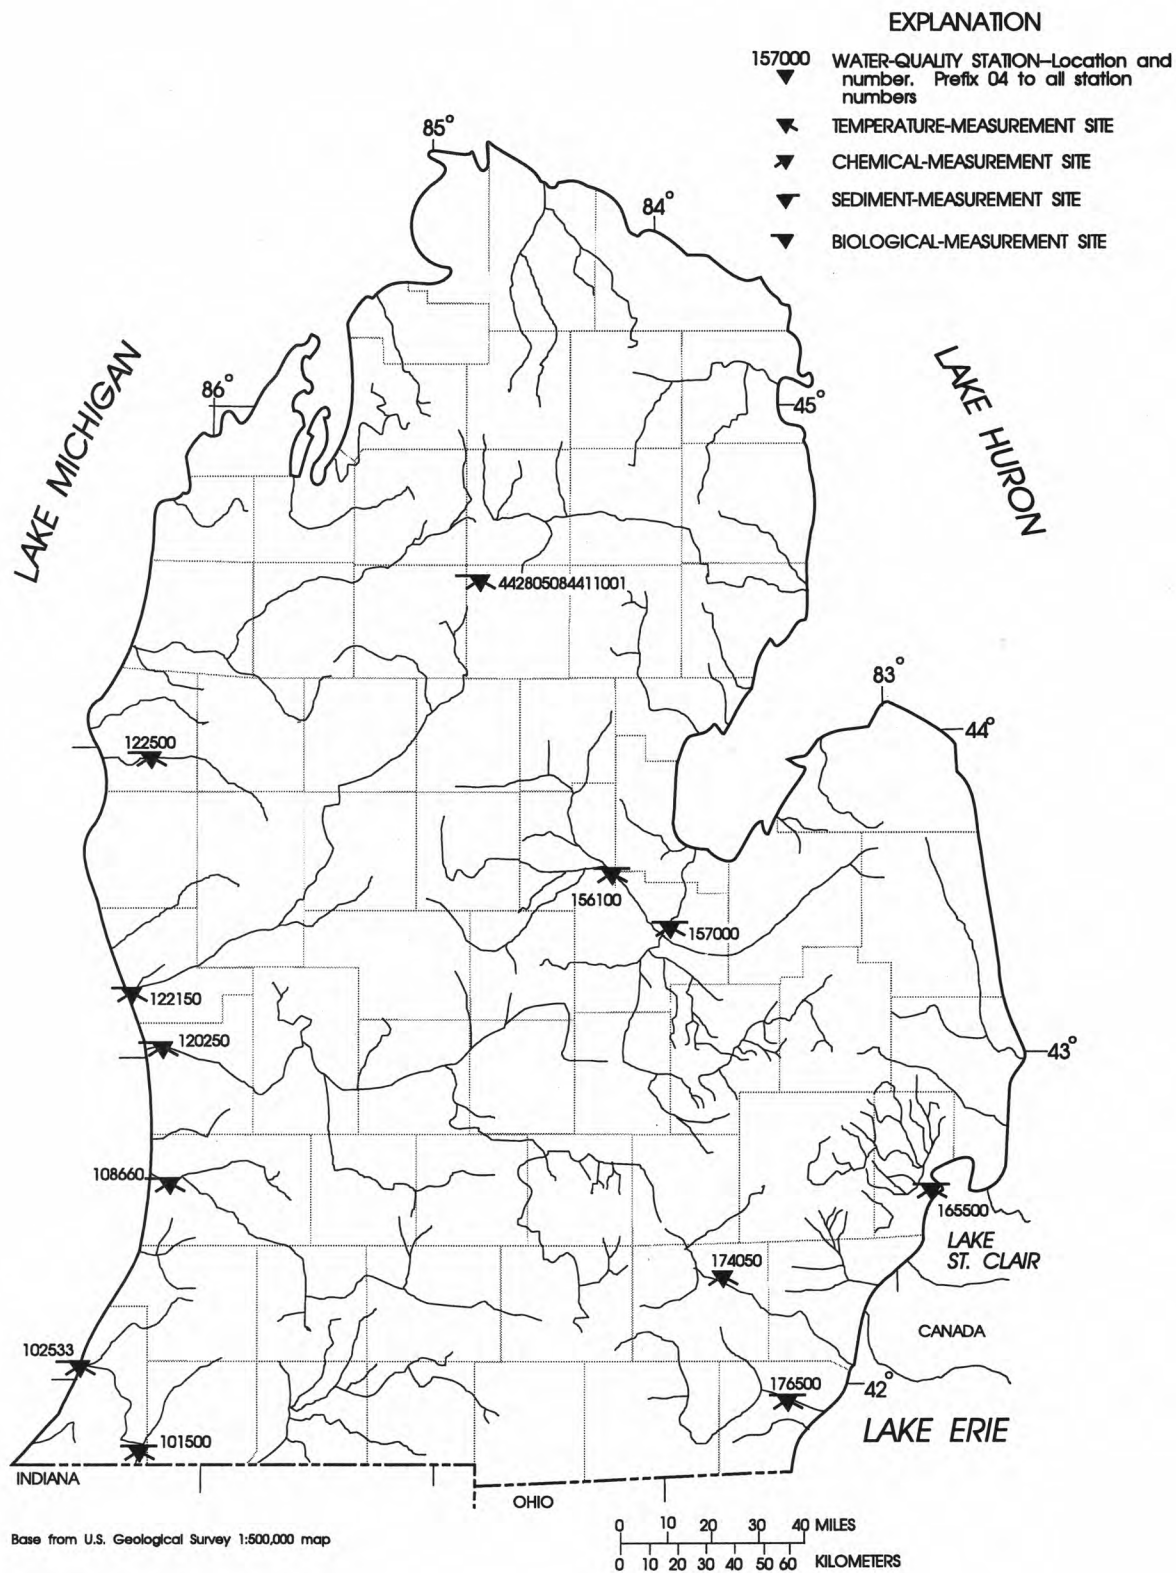 EXPLANATION
157000 WATER-QUALITY STATION—Location and
number. Prefix 04 to all station
numbers
TEMPERATURE-MEASUREMENT SITE
CHEMICAL-MEASUREMENT SITE
SEDIMENT-MEASUREMENT SITE
BIOLOGICAL-MEASUREMENT SITE
85°
84°
LAKE MICHIGAN
86°
45°
LAKE HURON
442805084411001
83°
44°
122500
156100
157000
122150
120250
43°
108660
165500
LAKE
ST. CLAIR
174050
CANADA
102533
176500
42°
LAKE ERIE
101500
INDIANA
OHIO
Base from U.S. Geological Survey 1:500,000 map
0 10 20 30 40 MILES
0 10 20 30 40 50 60 KILOMETERS